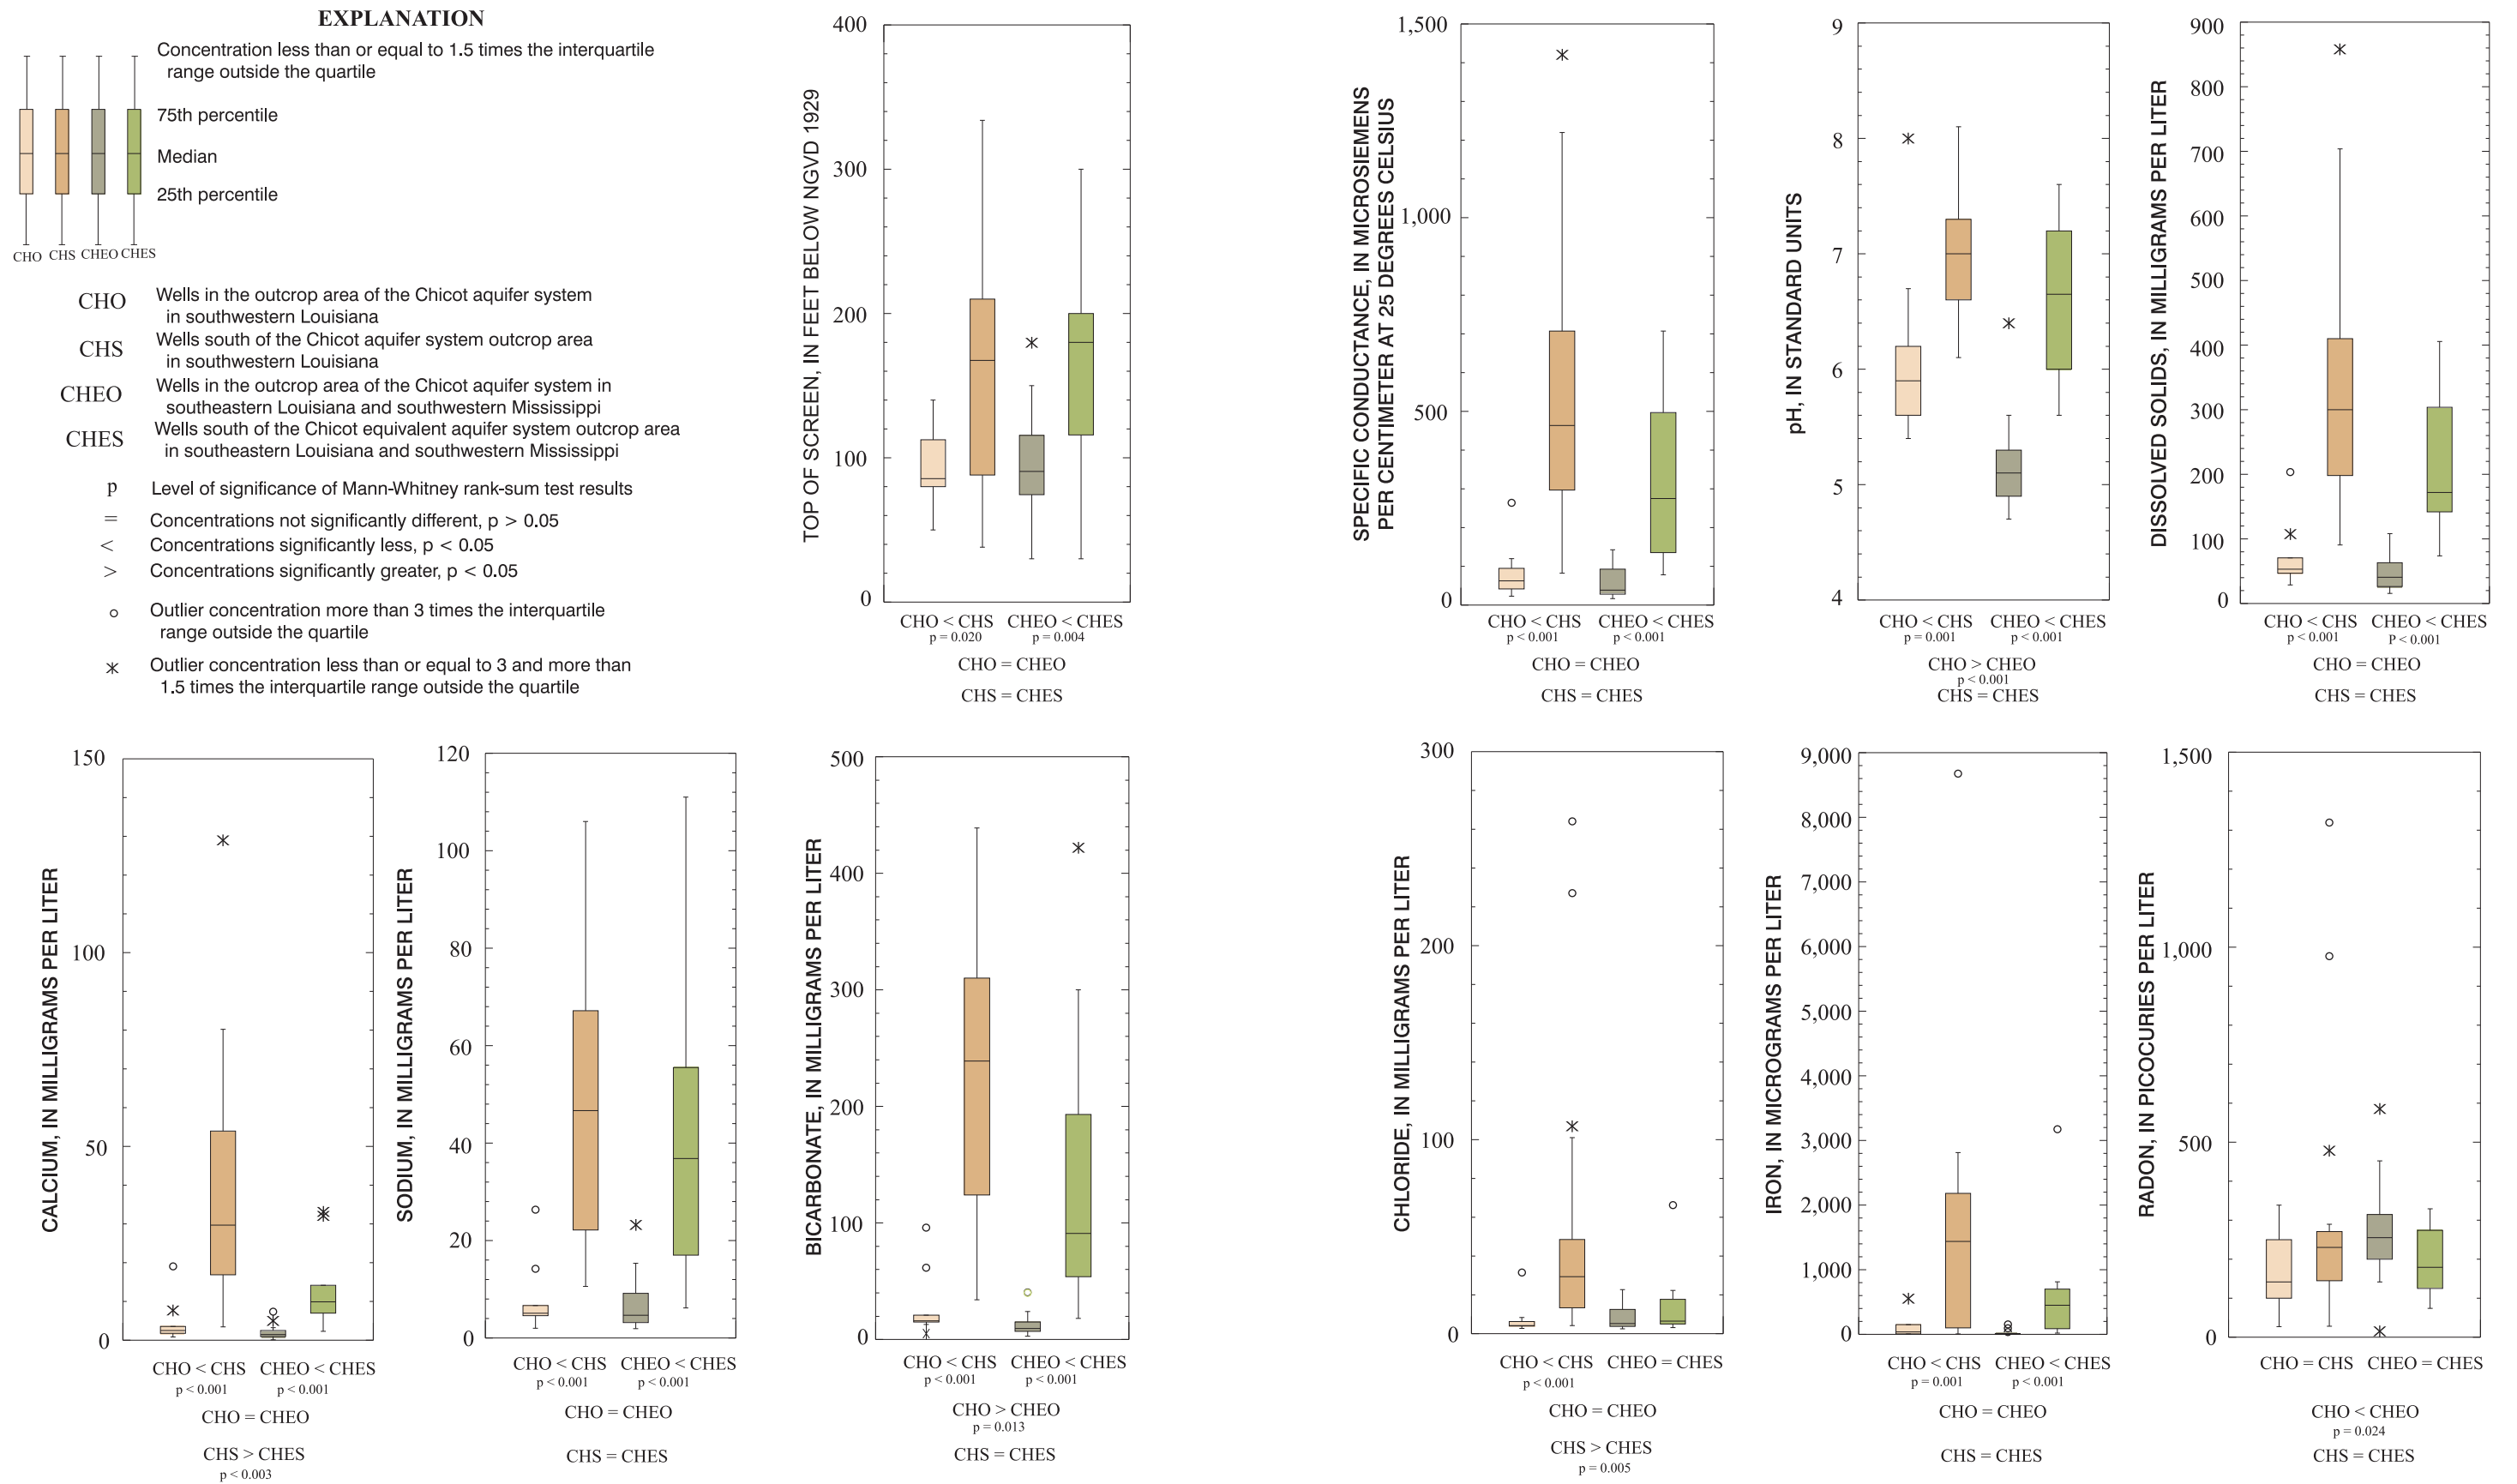 EXPLANATION
Concentration less than or equal to 1.5 times the interquartile
range outside the quartile
75th percentile
Median
25th percentile
CHO CHS CHEO CHES
CHO Wells in the outcrop area of the Chicot aquifer system
in southwestern Louisiana
CHS Wells south of the Chicot aquifer system outcrop area
in southwestern Louisiana
CHEO Wells in the outcrop area of the Chicot aquifer system in
southeastern Louisiana and southwestern Mississippi
CHES Wells south of the Chicot equivalent aquifer system outcrop area
in southeastern Louisiana and southwestern Mississippi
p Level of significance of Mann-Whitney rank-sum test results
= Concentrations not significantly different, p > 0.05
< Concentrations significantly less, p < 0.05
> Concentrations significantly greater, p < 0.05
Outlier concentration more than 3 times the interquartile
range outside the quartile
Outlier concentration less than or equal to 3 and more than
1.5 times the interquartile range outside the quartile
TOP OF SCREEN, IN FEET BELOW NGVD 1929
400
300
200
100
0
CHO < CHS CHEO < CHES
p = 0.020 p = 0.004
CHO = CHEO
CHS = CHES
SPECIFIC CONDUCTANCE, IN MICROSIEMENS
PER CENTIMETER AT 25 DEGREES CELSIUS
1,500
1,000
500
0
CHO < CHS CHEO < CHES
p < 0.001 p < 0.001
CHO = CHEO
CHS = CHES
pH, IN STANDARD UNITS
9
8
7
6
5
4
CHO < CHS CHEO < CHES
p = 0.001 p < 0.001
CHO > CHEO
p < 0.001
CHS = CHES
DISSOLVED SOLIDS, IN MILLIGRAMS PER LITER
900
800
700
600
500
400
300
200
100
0
CHO < CHS CHEO < CHES
p < 0.001 p < 0.001
CHO = CHEO
CHS = CHES
CALCIUM, IN MILLIGRAMS PER LITER
150
100
50
0
CHO < CHS CHEO < CHES
p < 0.001 p < 0.001
CHO = CHEO
CHS > CHES
p < 0.003
SODIUM, IN MILLIGRAMS PER LITER
120
100
80
60
40
20
0
CHO < CHS CHEO < CHES
p < 0.001 p < 0.001
CHO = CHEO
CHS = CHES
BICARBONATE, IN MILLIGRAMS PER LITER
500
400
300
200
100
0
CHO < CHS CHEO < CHES
p < 0.001 p < 0.001
CHO > CHEO
p = 0.013
CHS = CHES
CHLORIDE, IN MILLIGRAMS PER LITER
300
200
100
0
CHO < CHS CHEO = CHES
p < 0.001
CHO = CHEO
CHS > CHES
p = 0.005
IRON, IN MICROGRAMS PER LITER
9,000
8,000
7,000
6,000
5,000
4,000
3,000
2,000
1,000
0
CHO < CHS CHEO < CHES
p = 0.001 p < 0.001
CHO = CHEO
CHS = CHES
RADON, IN PICOCURIES PER LITER
1,500
1,000
500
0
CHO = CHS CHEO = CHES
CHO < CHEO
p = 0.024
CHS = CHES